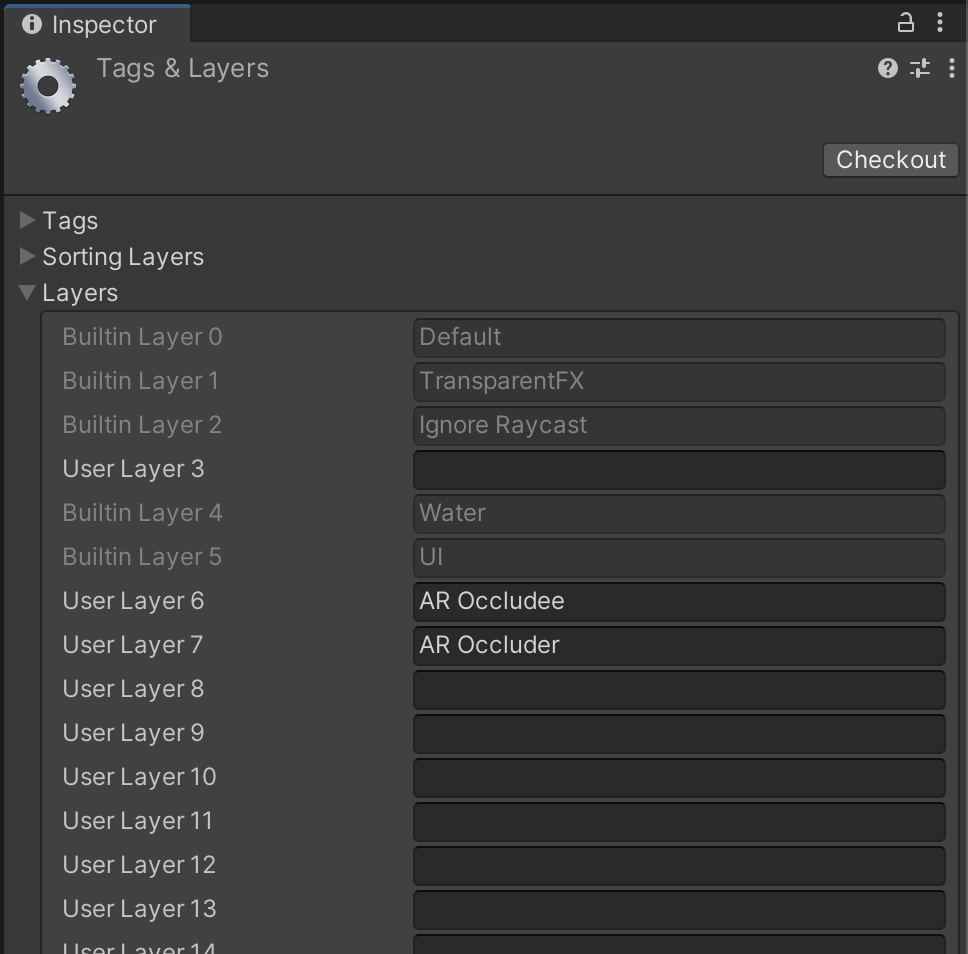 Inspector
Tags & Layers
Checkout
Tags
Sorting Layers
Layers
Builtin Layer 0 Default
Builtin Layer 1 TransparentFX
Builtin Layer 2 Ignore Raycast
User Layer 3
Builtin Layer 4 Water
Builtin Layer 5 UI
User Layer 6 AR Occludee
User Layer 7 AR Occluder
User Layer 8
User Layer 9
User Layer 10
User Layer 11
User Layer 12
User Layer 13
User Layer 14